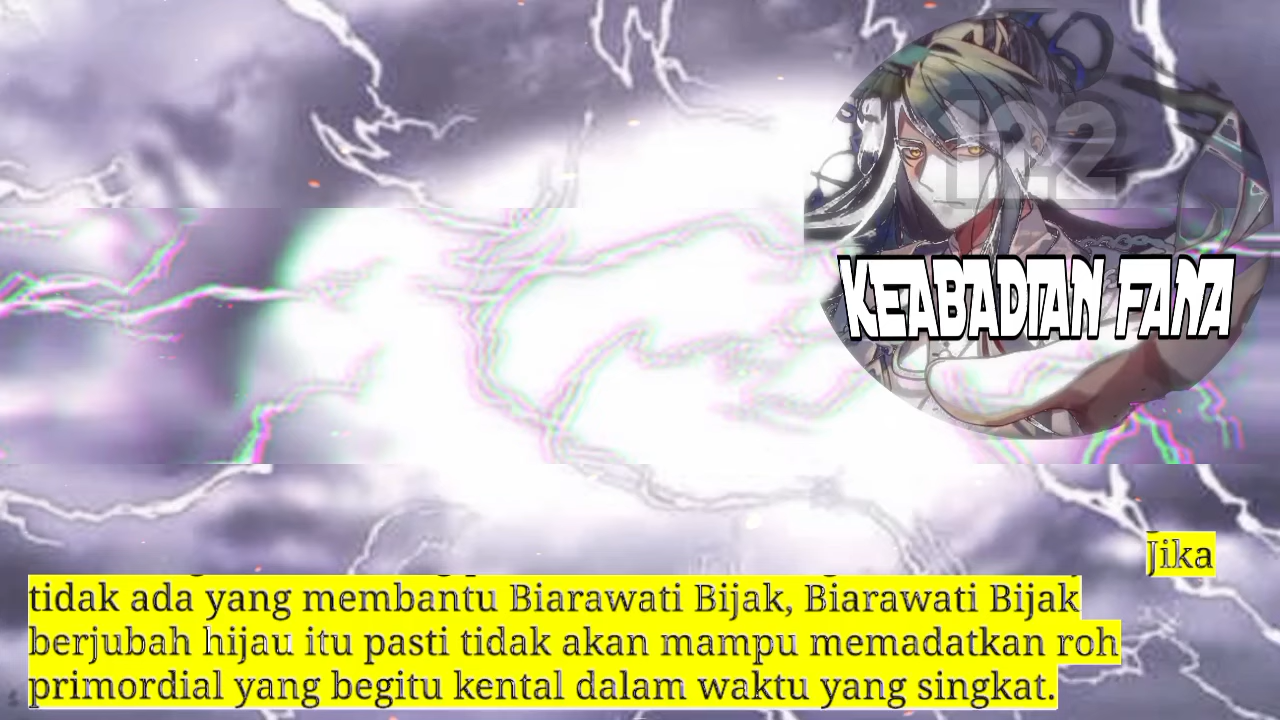 122
KEABADIAN FANA
Jika
tidak ada yang membantu Biarawati Bijak, Biarawati Bijak
berjubah hijau itu pasti tidak akan mampu memadatkan roh
primordial yang begitu kental dalam waktu yang singkat.